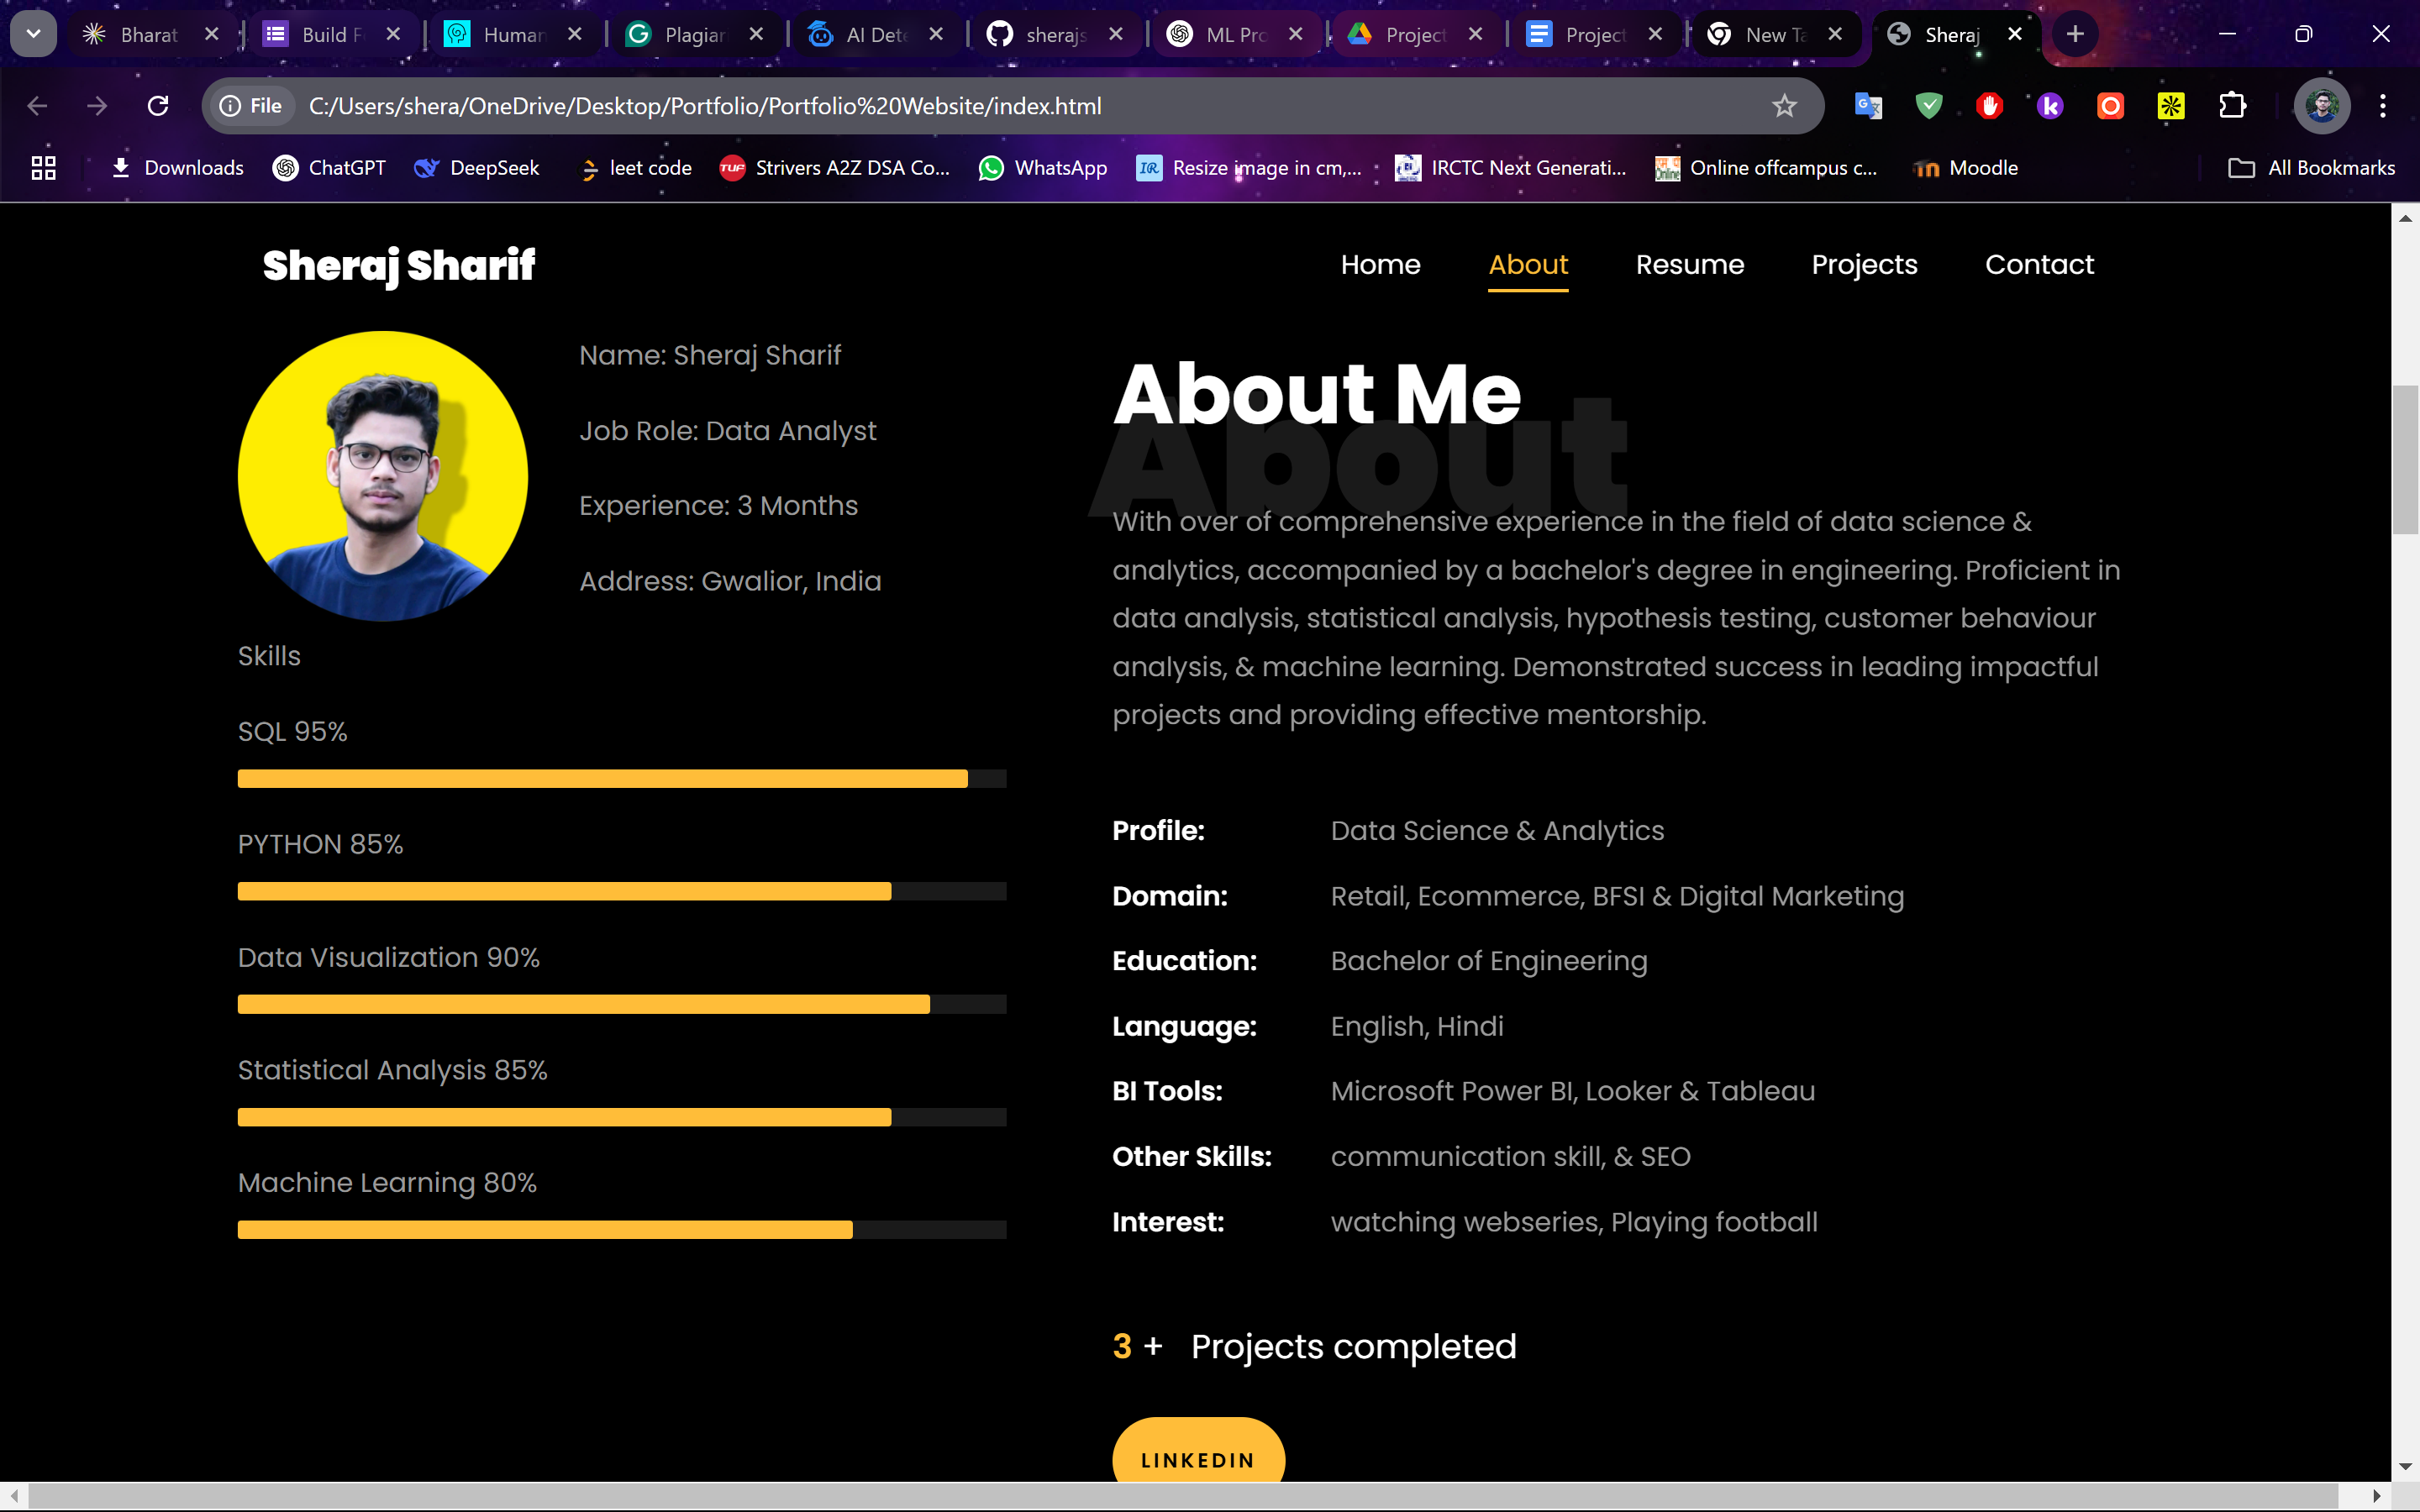 Bharat
Build F
Human
Plagiar
AI Dete
sherajs
ML Pro
Project
Project
New Ta
Sheraj
File
C:/Users/shera/OneDrive/Desktop/Portfolio/Portfolio%20Website/index.html
Downloads
ChatGPT
DeepSeek
leet code
TUF
Strivers A2Z DSA Co...
WhatsApp
IR
Resize image in cm,...
IRCTC Next Generati...
Online offcampus c...
Moodle
All Bookmarks
Sheraj Sharif
Home
About
Resume
Projects
Contact
Name: Sheraj Sharif
Job Role: Data Analyst
Experience: 3 Months
Address: Gwalior, India
Skills
SQL 95%
PYTHON 85%
Data Visualization 90%
Statistical Analysis 85%
Machine Learning 80%
About Me
About
With over of comprehensive experience in the field of data science &
analytics, accompanied by a bachelor's degree in engineering. Proficient in
data analysis, statistical analysis, hypothesis testing, customer behaviour
analysis, & machine learning. Demonstrated success in leading impactful
projects and providing effective mentorship.
Profile: Data Science & Analytics
Domain: Retail, Ecommerce, BFSI & Digital Marketing
Education: Bachelor of Engineering
Language: English, Hindi
BI Tools: Microsoft Power BI, Looker & Tableau
Other Skills: communication skill, & SEO
Interest: watching webseries, Playing football
3 + Projects completed
LINKEDIN